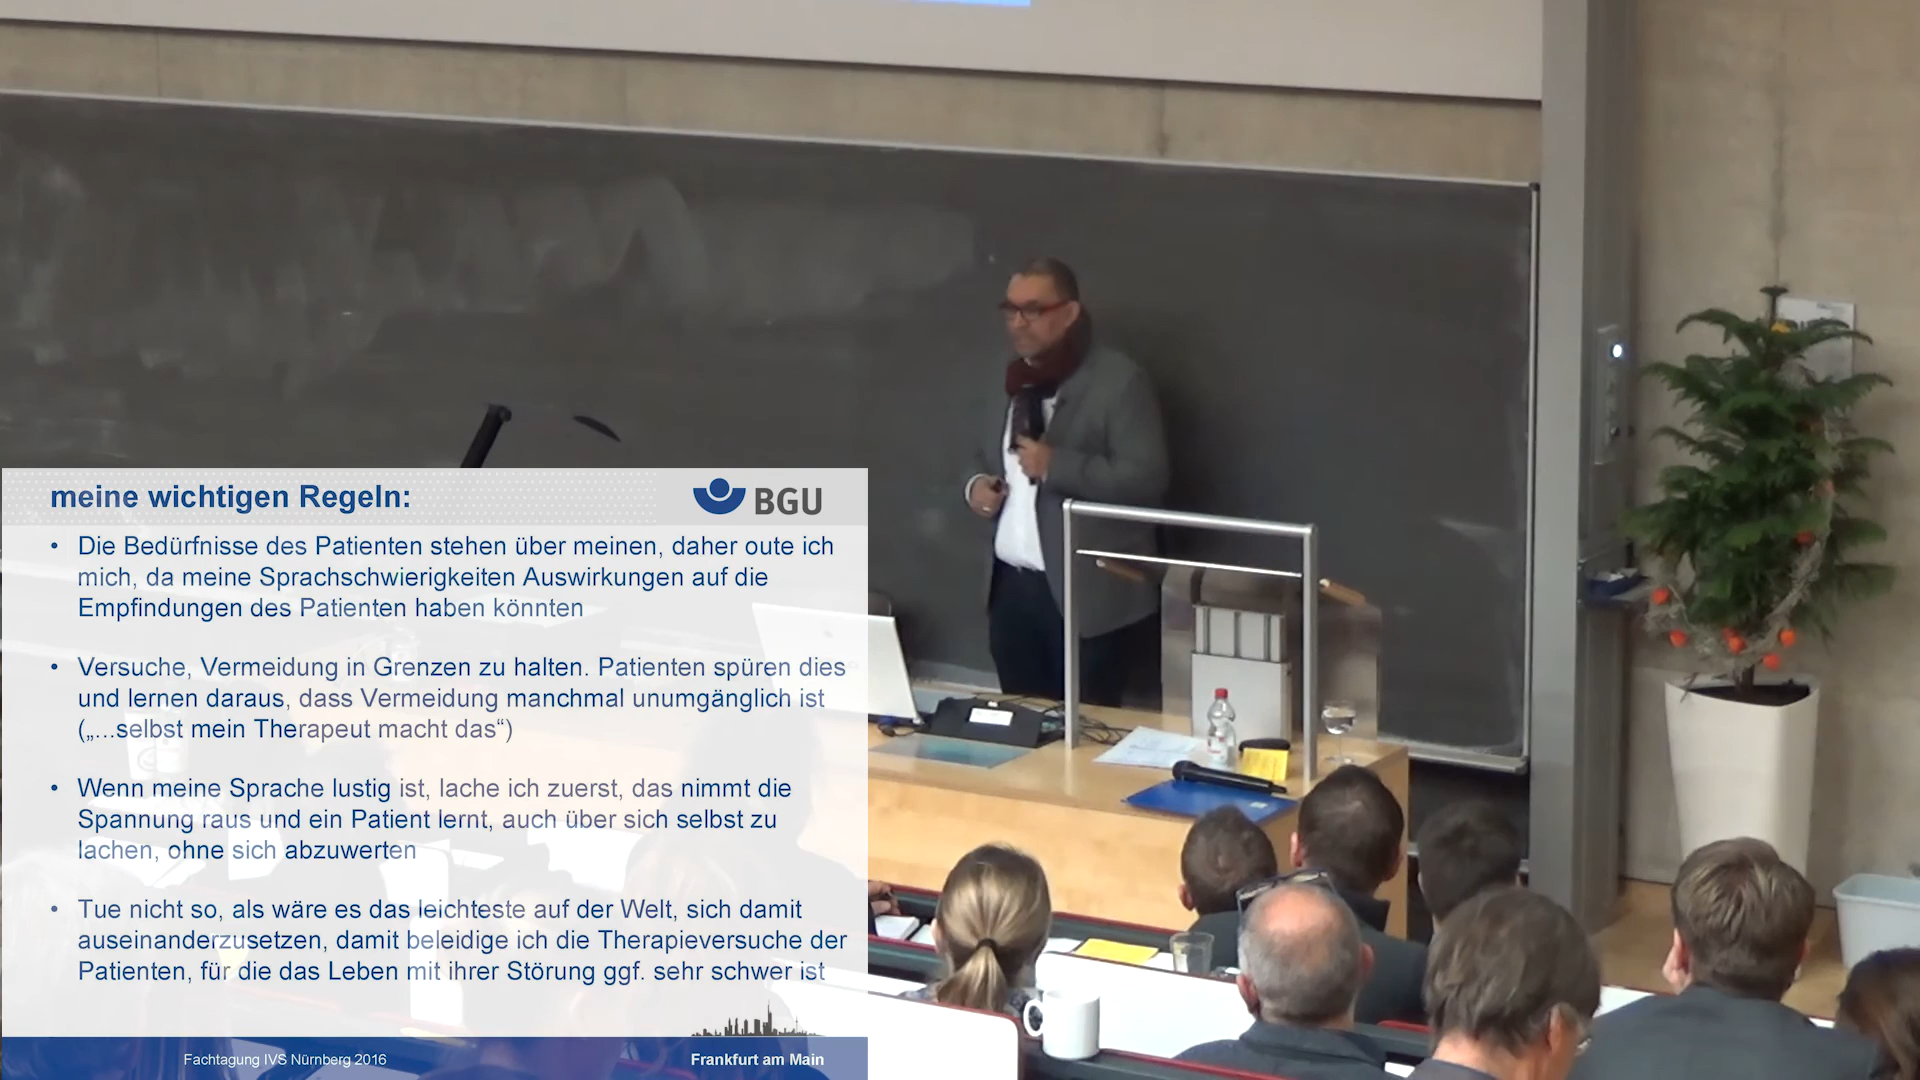 meine wichtigen Regeln:
BGU
• Die Bedürfnisse des Patienten stehen über meinen, daher oute ich
mich, da meine Sprachschwierigkeiten Auswirkungen auf die
Empfindungen des Patienten haben könnten
• Versuche, Vermeidung in Grenzen zu halten. Patienten spüren dies
und lernen daraus, dass Vermeidung manchmal unumgänglich ist
(„...selbst mein Therapeut macht das“)
• Wenn meine Sprache lustig ist, lache ich zuerst, das nimmt die
Spannung raus und ein Patient lernt, auch über sich selbst zu
lachen, ohne sich abzuwerten
• Tue nicht so, als wäre es das leichteste auf der Welt, sich damit
auseinanderzusetzen, damit beleidige ich die Therapieversuche der
Patienten, für die das Leben mit ihrer Störung ggf. sehr schwer ist
Fachtagung IVS Nürnberg 2016
Frankfurt am Main